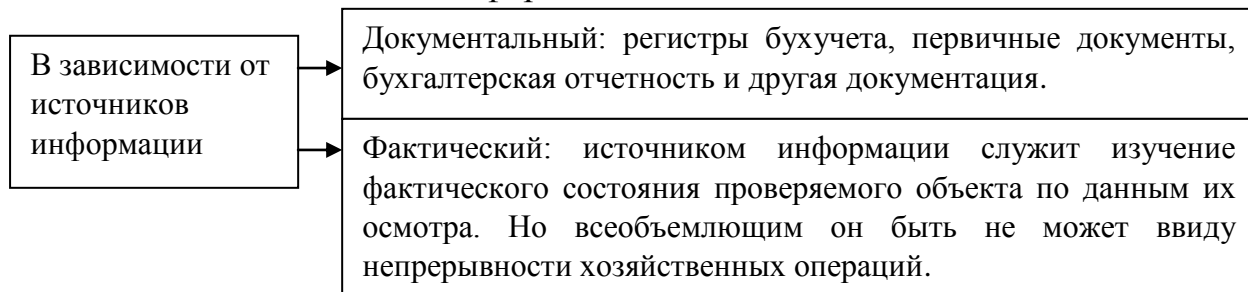 В зависимости от
источников
информации
Документальный: регистры бухучета, первичные документы,
бухгалтерская отчетность и другая документация.
Фактический: источником информации служит изучение
фактического состояния проверяемого объекта по данным их
осмотра. Но всеобъемлющим он быть не может ввиду
непрерывности хозяйственных операций.